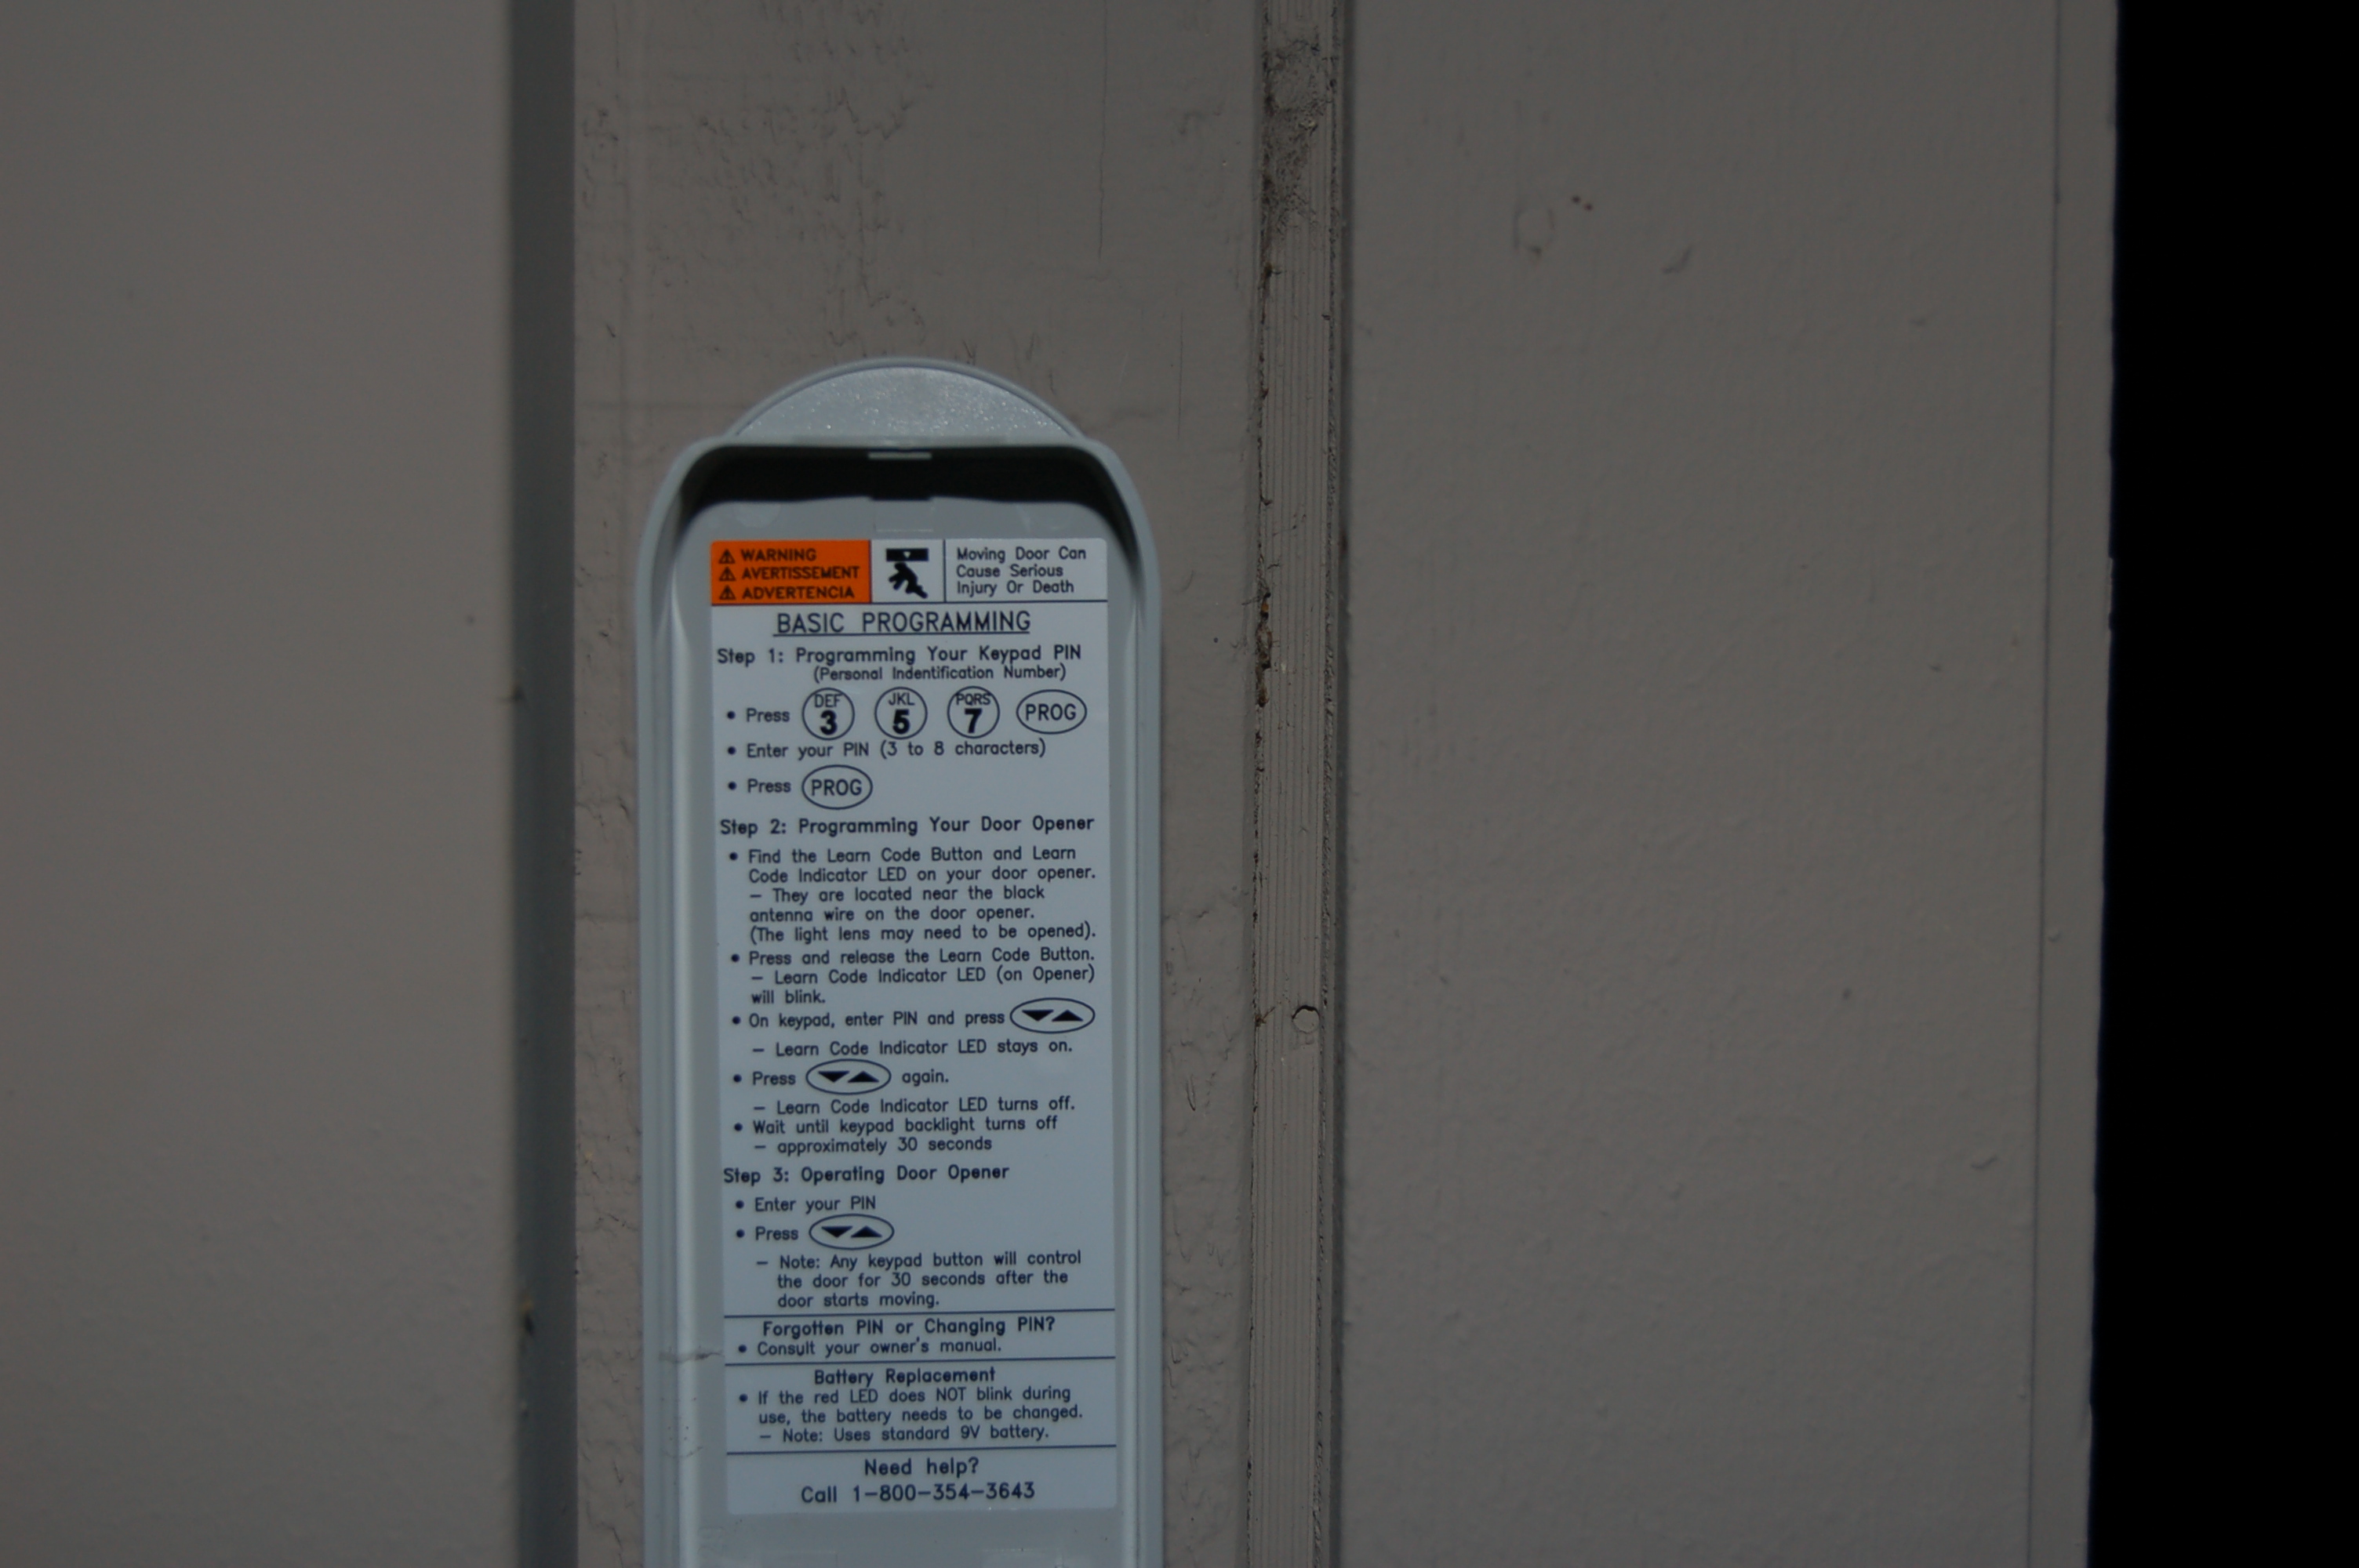 ⚠ WARNING
⚠ AVERTISSEMENT
⚠ ADVERTENCIA
Moving Door Can
Cause Serious
Injury Or Death
BASIC PROGRAMMING
Step 1: Programming Your Keypad PIN
(Personal Indentification Number)
• Press DEF 3 JKL 5 PQRS 7 PROG
• Enter your PIN (3 to 8 characters)
• Press PROG
Step 2: Programming Your Door Opener
• Find the Learn Code Button and Learn
Code Indicator LED on your door opener.
– They are located near the black
antenna wire on the door opener.
(The light lens may need to be opened).
• Press and release the Learn Code Button.
– Learn Code Indicator LED (on Opener)
will blink.
• On keypad, enter PIN and press ▼▲
– Learn Code Indicator LED stays on.
• Press ▼▲ again.
– Learn Code Indicator LED turns off.
• Wait until keypad backlight turns off
– approximately 30 seconds
Step 3: Operating Door Opener
• Enter your PIN
• Press ▼▲
– Note: Any keypad button will control
the door for 30 seconds after the
door starts moving.
Forgotten PIN or Changing PIN?
• Consult your owner's manual.
Battery Replacement
• If the red LED does NOT blink during
use, the battery needs to be changed.
– Note: Uses standard 9V battery.
Need help?
Call 1-800-354-3643